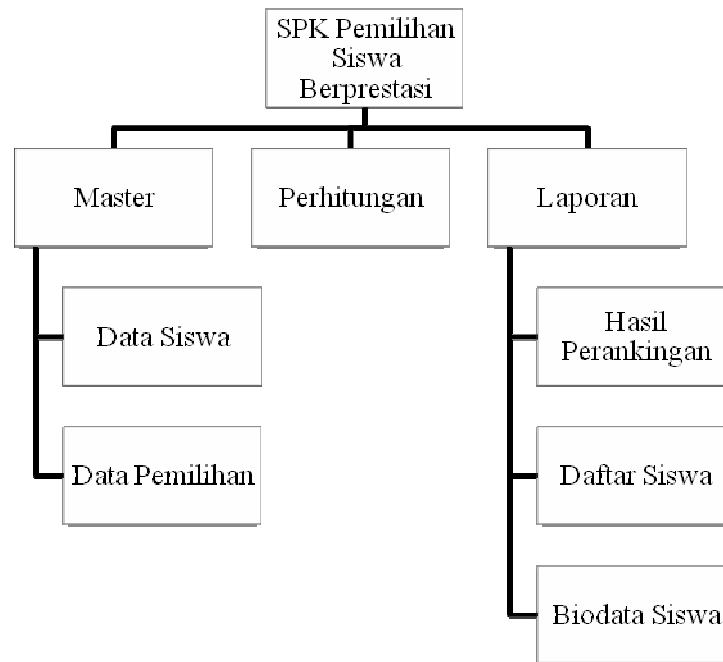 SPK Pemilihan
Siswa
Berprestasi
Master
Perhitungan
Laporan
Data Siswa
Data Pemilihan
Hasil
Perankingan
Daftar Siswa
Biodata Siswa